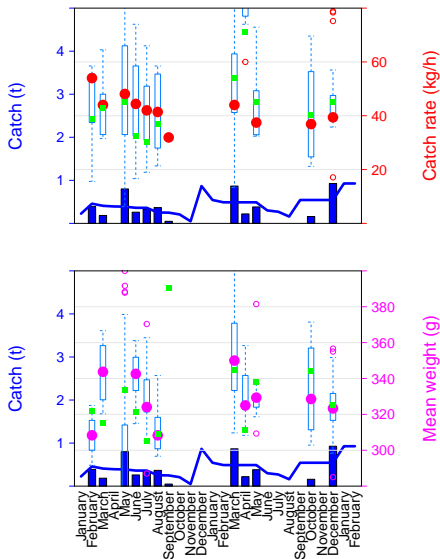 5
4
3
2
1
Catch (t)
80
60
40
20
Catch rate (kg/h)
4
3
2
1
Catch (t)
380
360
340
320
Mean weight (g)
January
February
March
April
May
June
July
August
September
October
November
December
January
February
March
April
May
June
July
August
September
October
November
December
January
February